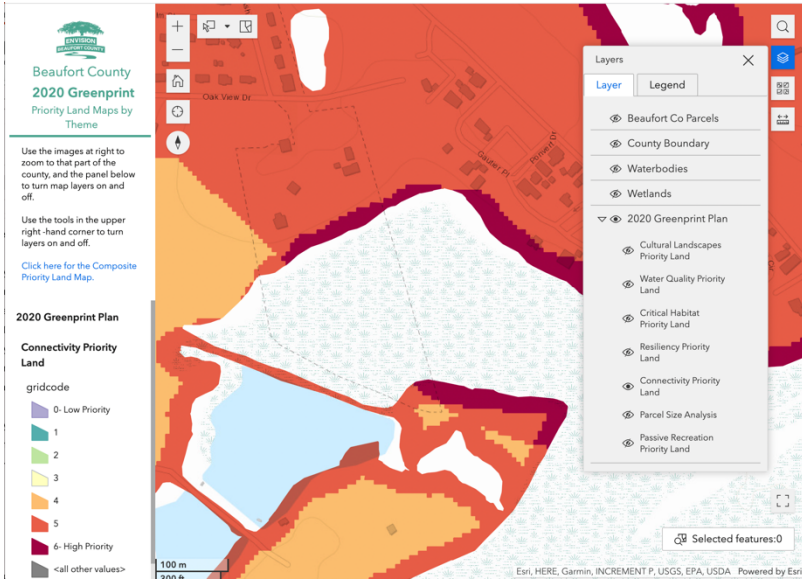 ENVISION
BEAUFORT COUNTY
Beaufort County
2020 Greenprint
Priority Land Maps by
Theme
Use the images at right to
zoom to that part of the
county, and the panel below
to turn map layers on and
off.
Use the tools in the upper
right -hand corner to turn
layers on and off.
Click here for the Composite
Priority Land Map.
2020 Greenprint Plan
Connectivity Priority
Land
gridcode
0- Low Priority
1
2
3
4
5
6- High Priority
<all other values>
Oak View Dr
Gautier Pt
100 m
300 ft
Layers
Layer
Legend
Beaufort Co Parcels
County Boundary
Waterbodies
Wetlands
2020 Greenprint Plan
Cultural Landscapes
Priority Land
Water Quality Priority
Land
Critical Habitat
Priority Land
Resiliency Priority
Land
Connectivity Priority
Land
Parcel Size Analysis
Passive Recreation
Priority Land
Selected features:0
Esri, HERE, Garmin, INCREMENT P, USGS, EPA, USDA
Powered by Esri